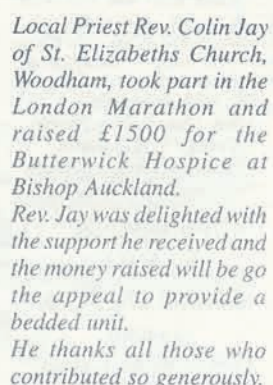 Local Priest Rev. Colin Jay
of St. Elizabeths Church,
Woodham, took part in the
London Marathon and
raised £1500 for the
Butterwick Hospice at
Bishop Auckland.
Rev. Jay was delighted with
the support he received and
the money raised will be go
the appeal to provide a
bedded unit.
He thanks all those who
contributed so generously.